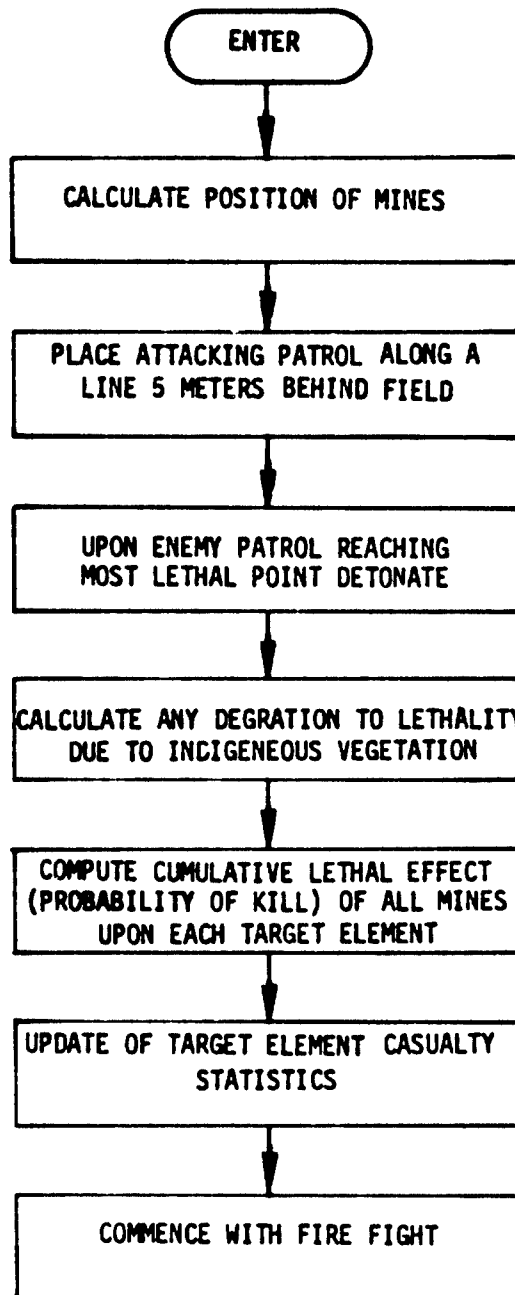 ENTER
CALCULATE POSITION OF MINES
PLACE ATTACKING PATROL ALONG A
LINE 5 METERS BEHIND FIELD
UPON ENEMY PATROL REACHING
MOST LETHAL POINT DETONATE
CALCULATE ANY DEGRATION TO LETHALITY
DUE TO INDIGENEOUS VEGETATION
COMPUTE CUMULATIVE LETHAL EFFECT
(PROBABILITY OF KILL) OF ALL MINES
UPON EACH TARGET ELEMENT
UPDATE OF TARGET ELEMENT CASUALTY
STATISTICS
COMMENCE WITH FIRE FIGHT